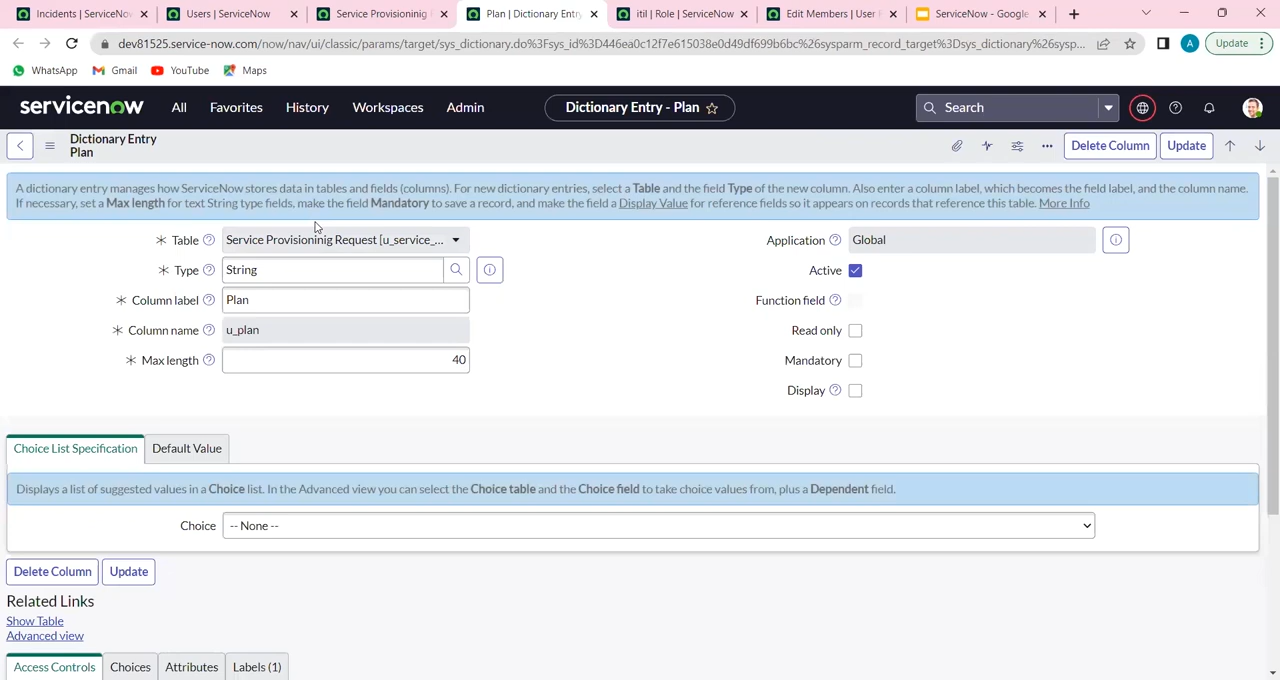 Incidents | ServiceNow
Users | ServiceNow
Service Provisioninig F
Plan | Dictionary Entry
itil | Role | ServiceNow
Edit Members | User F
ServiceNow - Google
dev81525.service-now.com/now/nav/ui/classic/params/target/sys_dictionary.do%3Fsys_id%3D446ea0c12f7e615038e0d49df699b6bc%26sysparm_record_target%3Dsys_dictionary%26sysp...
A
Update
WhatsApp
Gmail
YouTube
Maps
servicenow
All
Favorites
History
Workspaces
Admin
Dictionary Entry - Plan
Search
Dictionary Entry
Plan
Delete Column
Update
A dictionary entry manages how ServiceNow stores data in tables and fields (columns). For new dictionary entries, select a Table and the field Type of the new column. Also enter a column label, which becomes the field label, and the column name.
If necessary, set a Max length for text String type fields, make the field Mandatory to save a record, and make the field a Display Value for reference fields so it appears on records that reference this table. More Info
Table
Service Provisioninig Request [u_service_...
Application
Global
Type
String
Active
Column label
Plan
Function field
Column name
u_plan
Read only
Max length
40
Mandatory
Display
Choice List Specification
Default Value
Displays a list of suggested values in a Choice list. In the Advanced view you can select the Choice table and the Choice field to take choice values from, plus a Dependent field.
Choice
-- None --
Delete Column
Update
Related Links
Show Table
Advanced view
Access Controls
Choices
Attributes
Labels (1)